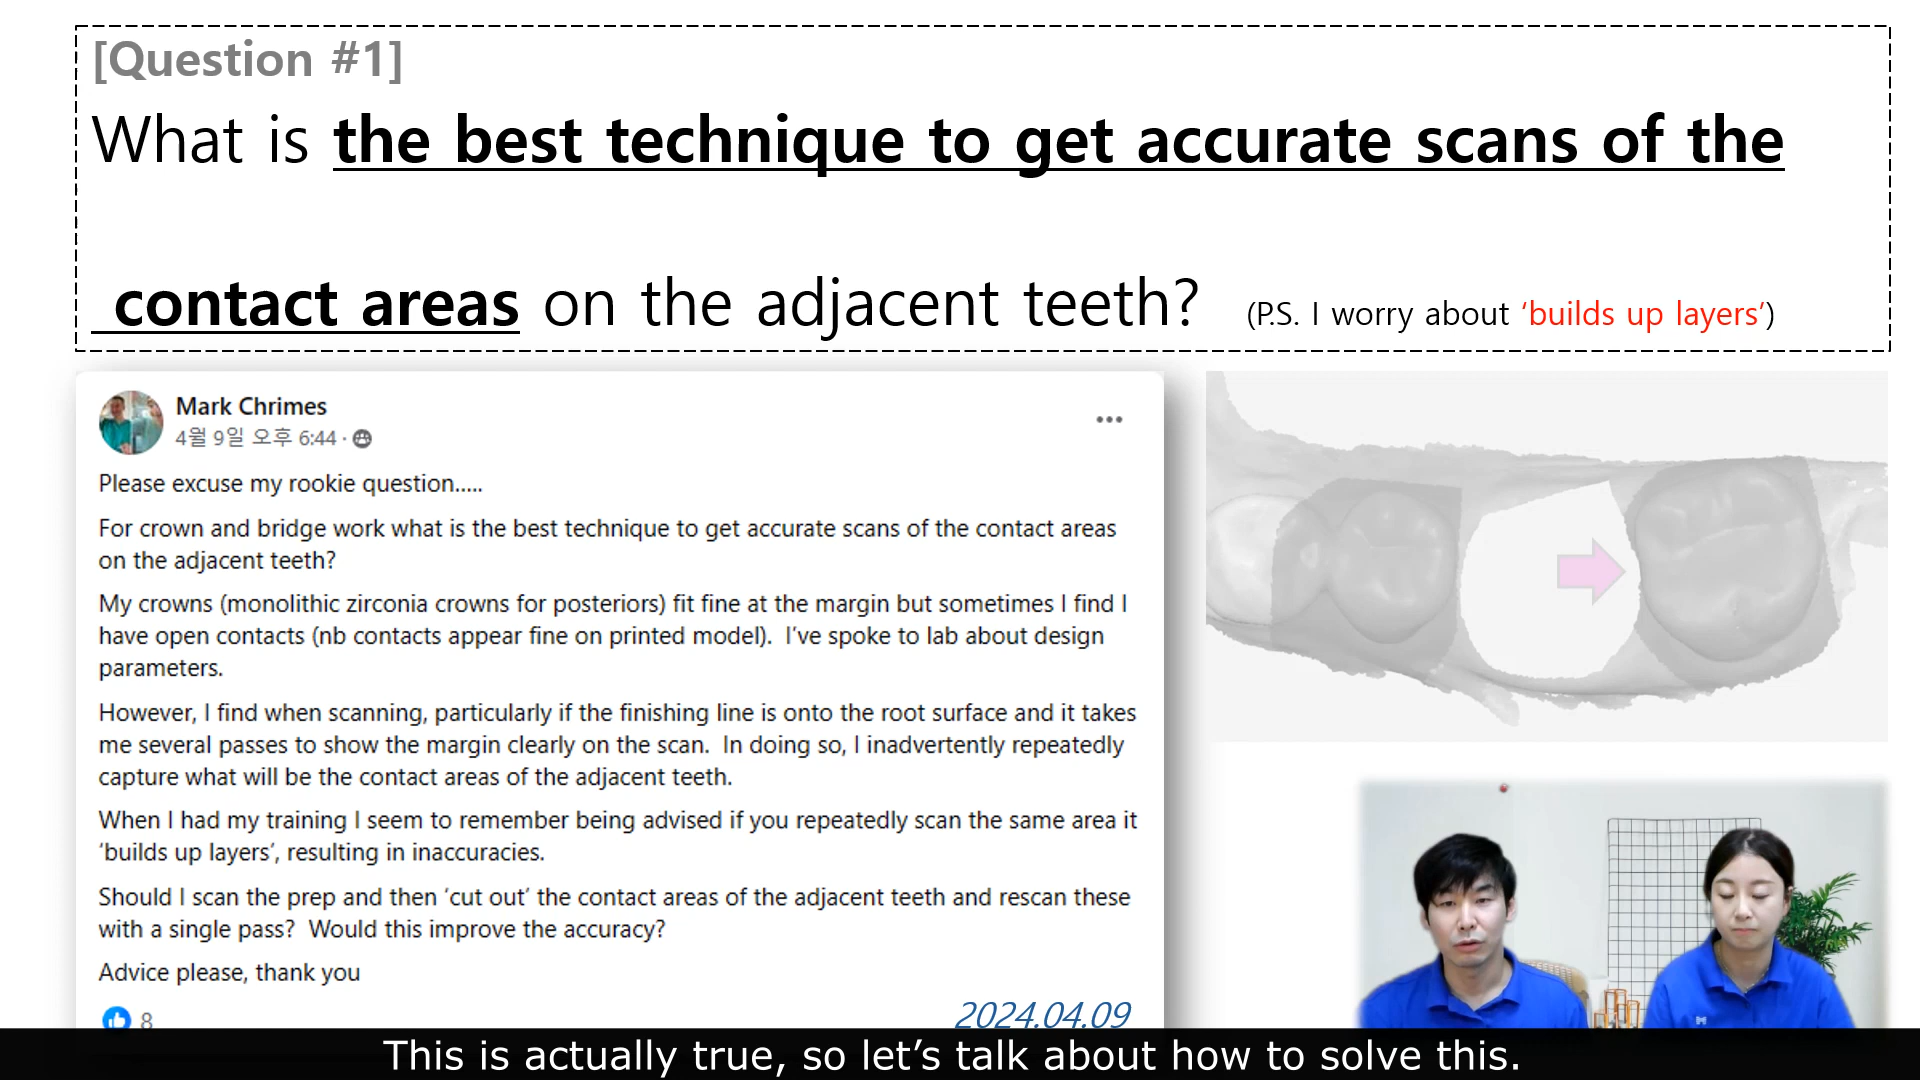 [Question #1]
What is the best technique to get accurate scans of the
contact areas on the adjacent teeth? (P.S. I worry about ‘builds up layers’)
Mark Chrimes
4월 9일 오후 6:44 ·
Please excuse my rookie question.....
For crown and bridge work what is the best technique to get accurate scans of the contact areas
on the adjacent teeth?
My crowns (monolithic zirconia crowns for posteriors) fit fine at the margin but sometimes I find I
have open contacts (nb contacts appear fine on printed model). I’ve spoke to lab about design
parameters.
However, I find when scanning, particularly if the finishing line is onto the root surface and it takes
me several passes to show the margin clearly on the scan. In doing so, I inadvertently repeatedly
capture what will be the contact areas of the adjacent teeth.
When I had my training I seem to remember being advised if you repeatedly scan the same area it
‘builds up layers’, resulting in inaccuracies.
Should I scan the prep and then ‘cut out’ the contact areas of the adjacent teeth and rescan these
with a single pass? Would this improve the accuracy?
Advice please, thank you
8
2024.04.09
This is actually true, so let’s talk about how to solve this.